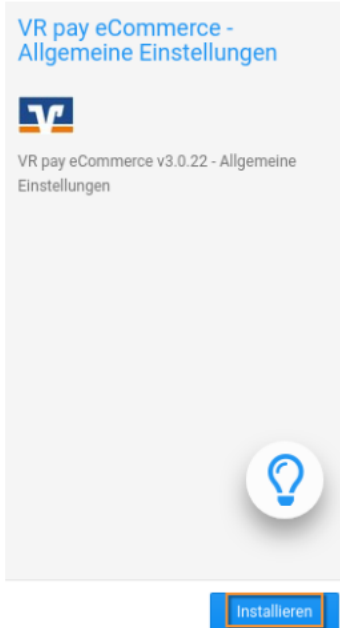 VR pay eCommerce -
Allgemeine Einstellungen
VR pay eCommerce v3.0.22 - Allgemeine
Einstellungen
Installieren